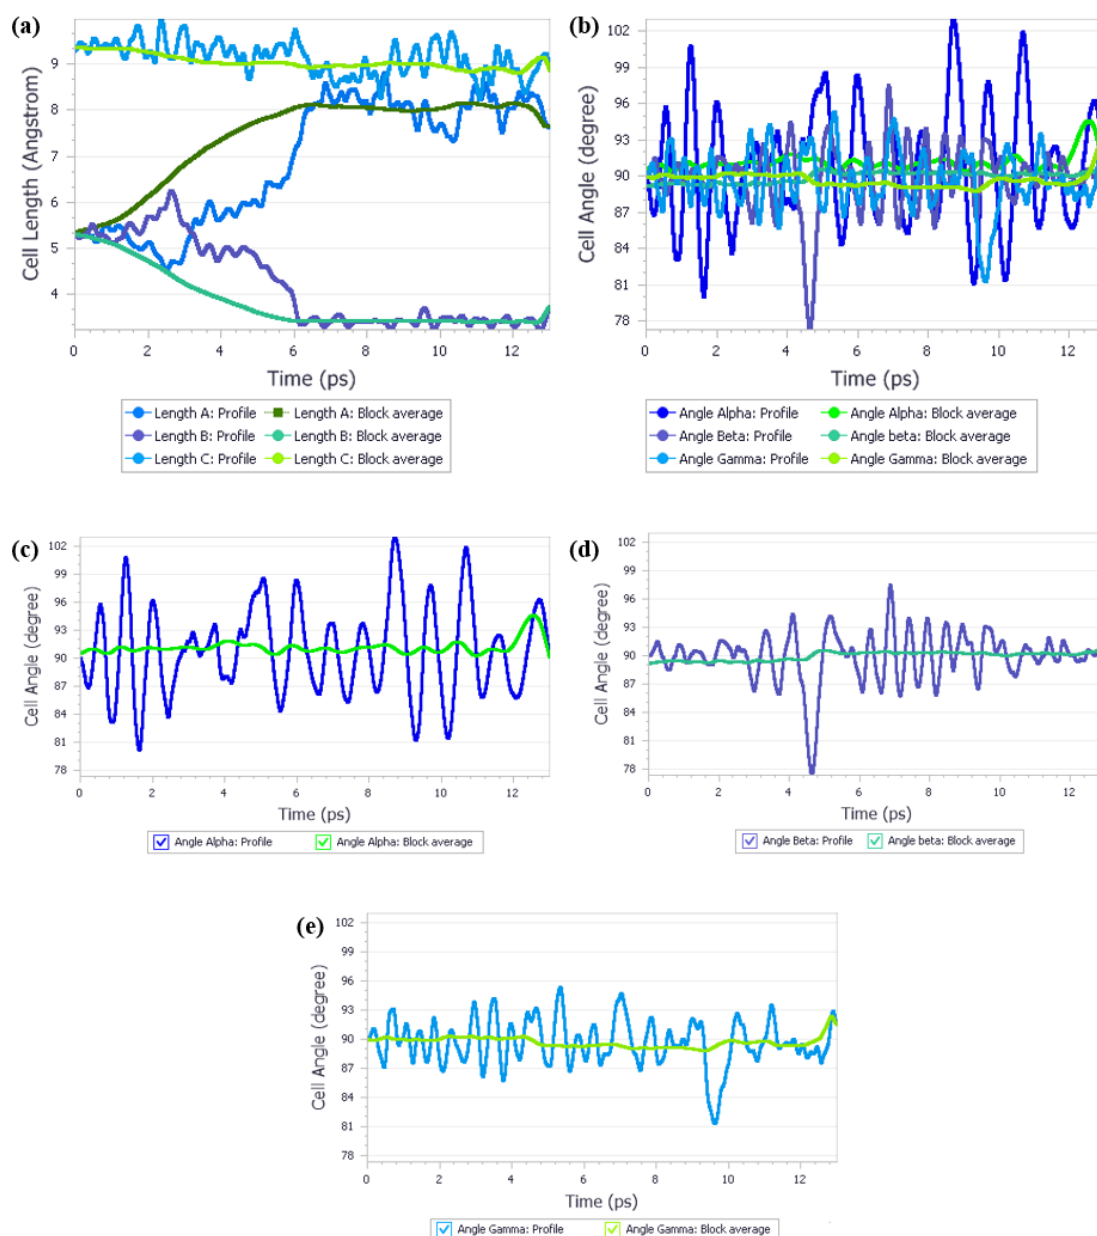 (a)
Cell Length (Angstrom)
9
8
7
6
5
4
0 2 4 6 8 10 12
Time (ps)
Length A: Profile Length A: Block average
Length B: Profile Length B: Block average
Length C: Profile Length C: Block average
(b)
Cell Angle (degree)
102
99
96
93
90
87
84
81
78
0 2 4 6 8 10 12
Time (ps)
Angle Alpha: Profile Angle Alpha: Block average
Angle Beta: Profile Angle beta: Block average
Angle Gamma: Profile Angle Gamma: Block average
(c)
Cell Angle (degree)
102
99
96
93
90
87
84
81
78
0 2 4 6 8 10 12
Time (ps)
Angle Alpha: Profile Angle Alpha: Block average
(d)
Cell Angle (degree)
102
99
96
93
90
87
84
81
78
0 2 4 6 8 10 12
Time (ps)
Angle Beta: Profile Angle beta: Block average
(e)
Cell Angle (degree)
102
99
96
93
90
87
84
81
78
0 2 4 6 8 10 12
Time (ps)
Angle Gamma: Profile Angle Gamma: Block average